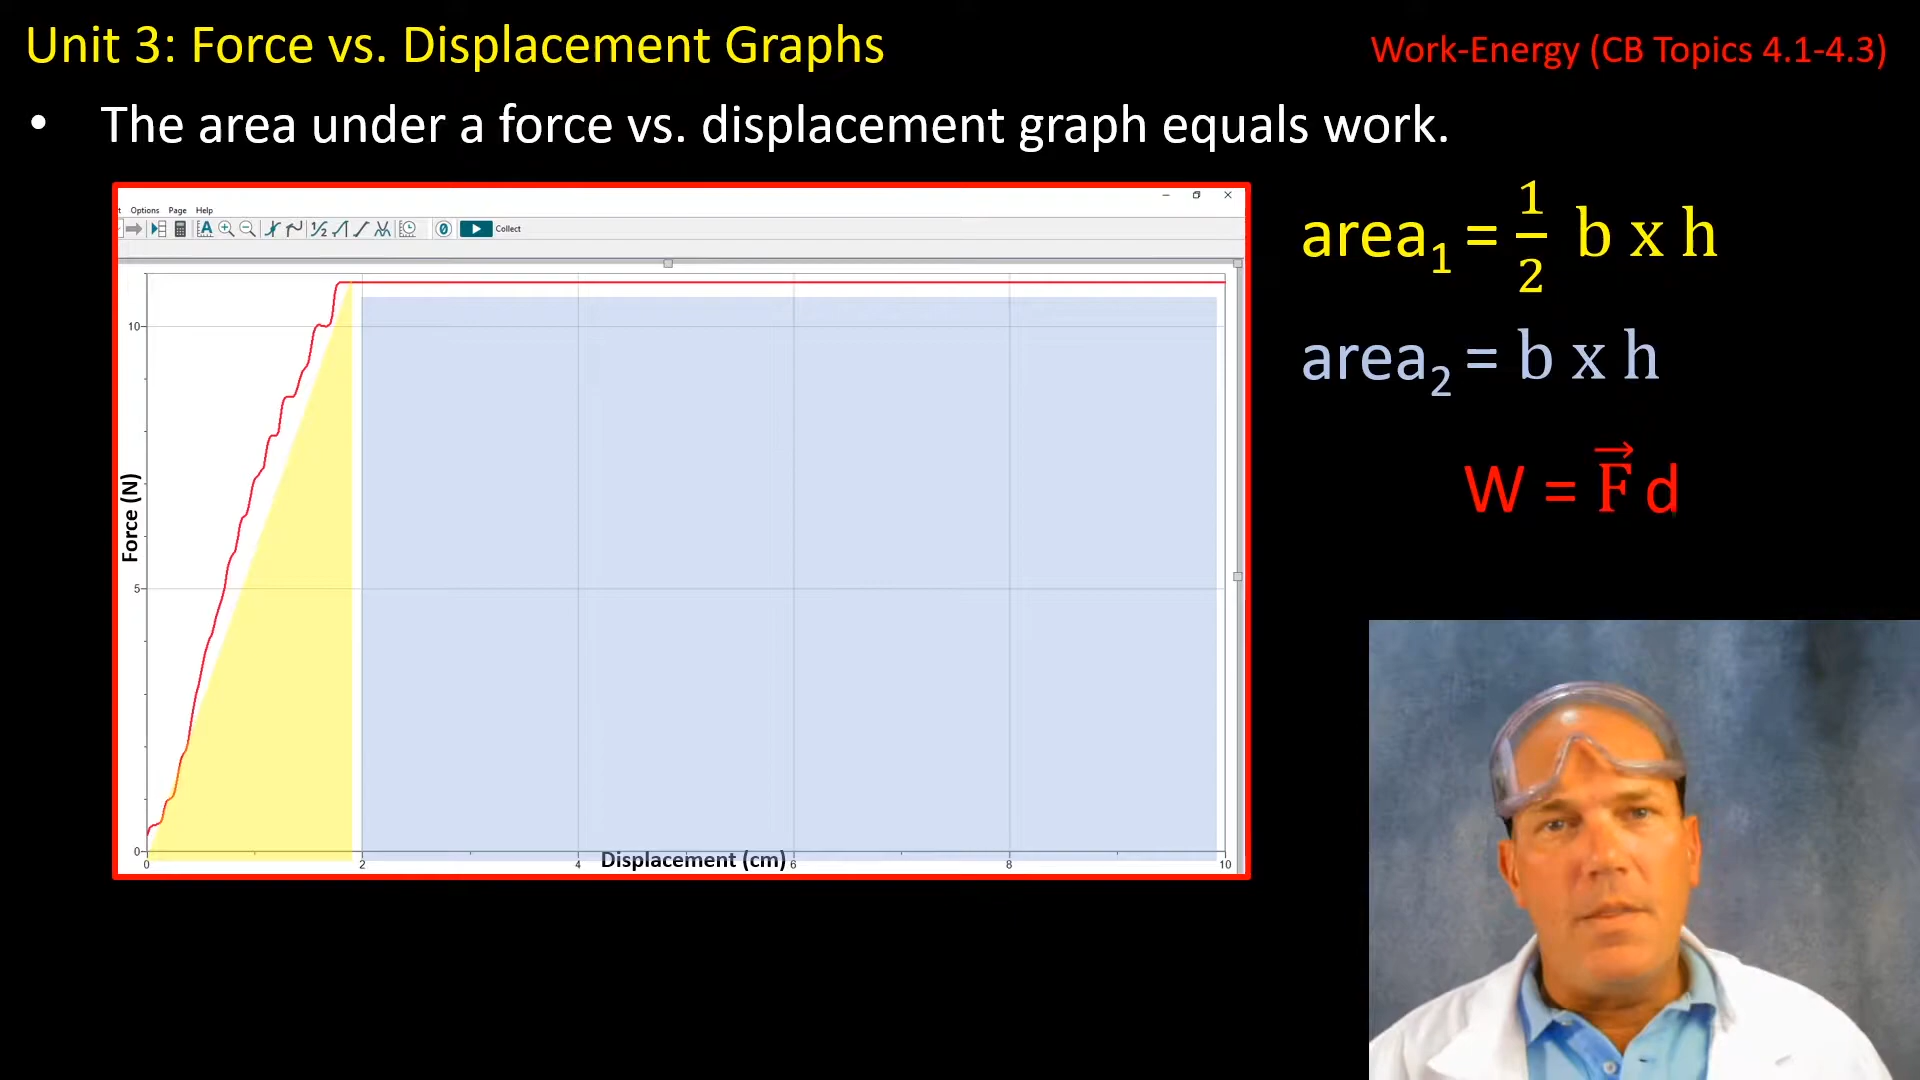 Unit 3: Force vs. Displacement Graphs
Work-Energy (CB Topics 4.1-4.3)
• The area under a force vs. displacement graph equals work.
Options Page Help
Collect
area₁ = 1/2 b x h
area₂ = b x h
W = F⃗ d
Force (N)
10
5
0
0 2 4 6 8 10
Displacement (cm)